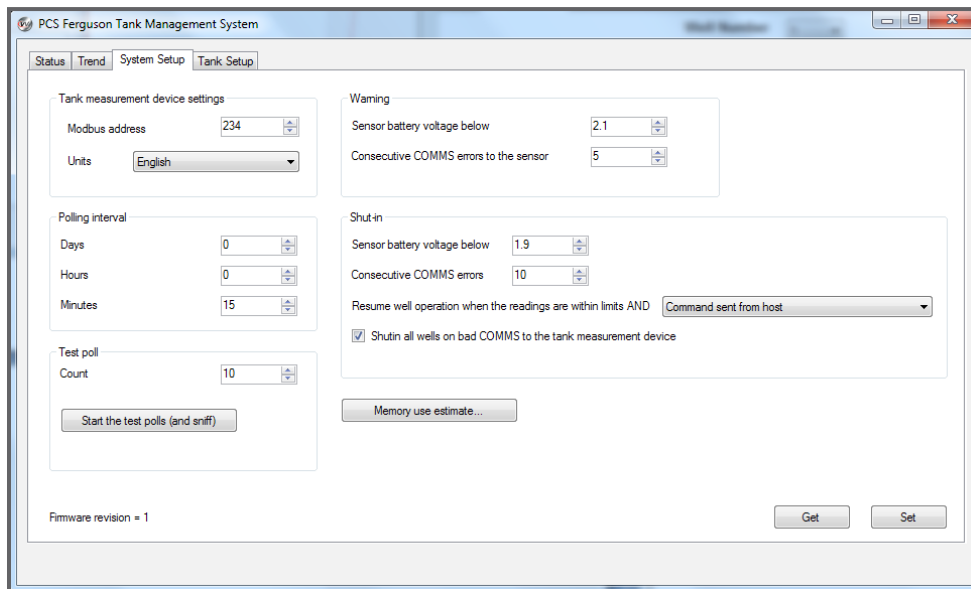 PCS Ferguson Tank Management System
Status Trend System Setup Tank Setup
Tank measurement device settings
Modbus address 234
Units English
Warning
Sensor battery voltage below 2.1
Consecutive COMMS errors to the sensor 5
Polling interval
Days 0
Hours 0
Minutes 15
Shut-in
Sensor battery voltage below 1.9
Consecutive COMMS errors 10
Resume well operation when the readings are within limits AND Command sent from host
Shutin all wells on bad COMMS to the tank measurement device
Test poll
Count 10
Start the test polls (and sniff)
Memory use estimate...
Firmware revision = 1
Get Set